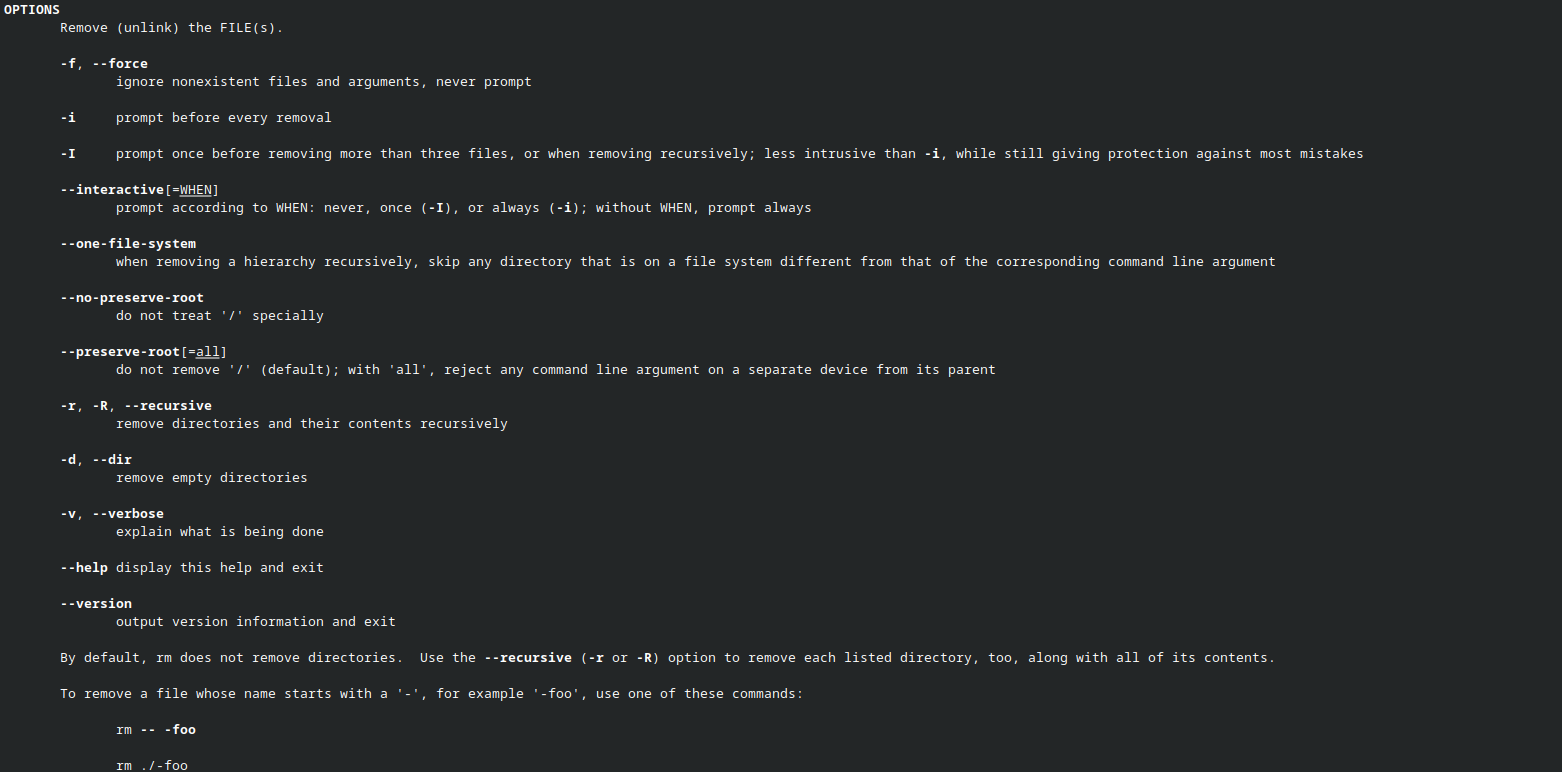 OPTIONS
Remove (unlink) the FILE(s).
-f, --force
ignore nonexistent files and arguments, never prompt
-i prompt before every removal
-I prompt once before removing more than three files, or when removing recursively; less intrusive than -i, while still giving protection against most mistakes
--interactive[=WHEN]
prompt according to WHEN: never, once (-I), or always (-i); without WHEN, prompt always
--one-file-system
when removing a hierarchy recursively, skip any directory that is on a file system different from that of the corresponding command line argument
--no-preserve-root
do not treat '/' specially
--preserve-root[=all]
do not remove '/' (default); with 'all', reject any command line argument on a separate device from its parent
-r, -R, --recursive
remove directories and their contents recursively
-d, --dir
remove empty directories
-v, --verbose
explain what is being done
--help display this help and exit
--version
output version information and exit
By default, rm does not remove directories.  Use the --recursive (-r or -R) option to remove each listed directory, too, along with all of its contents.
To remove a file whose name starts with a '-', for example '-foo', use one of these commands:
rm -- -foo
rm ./-foo